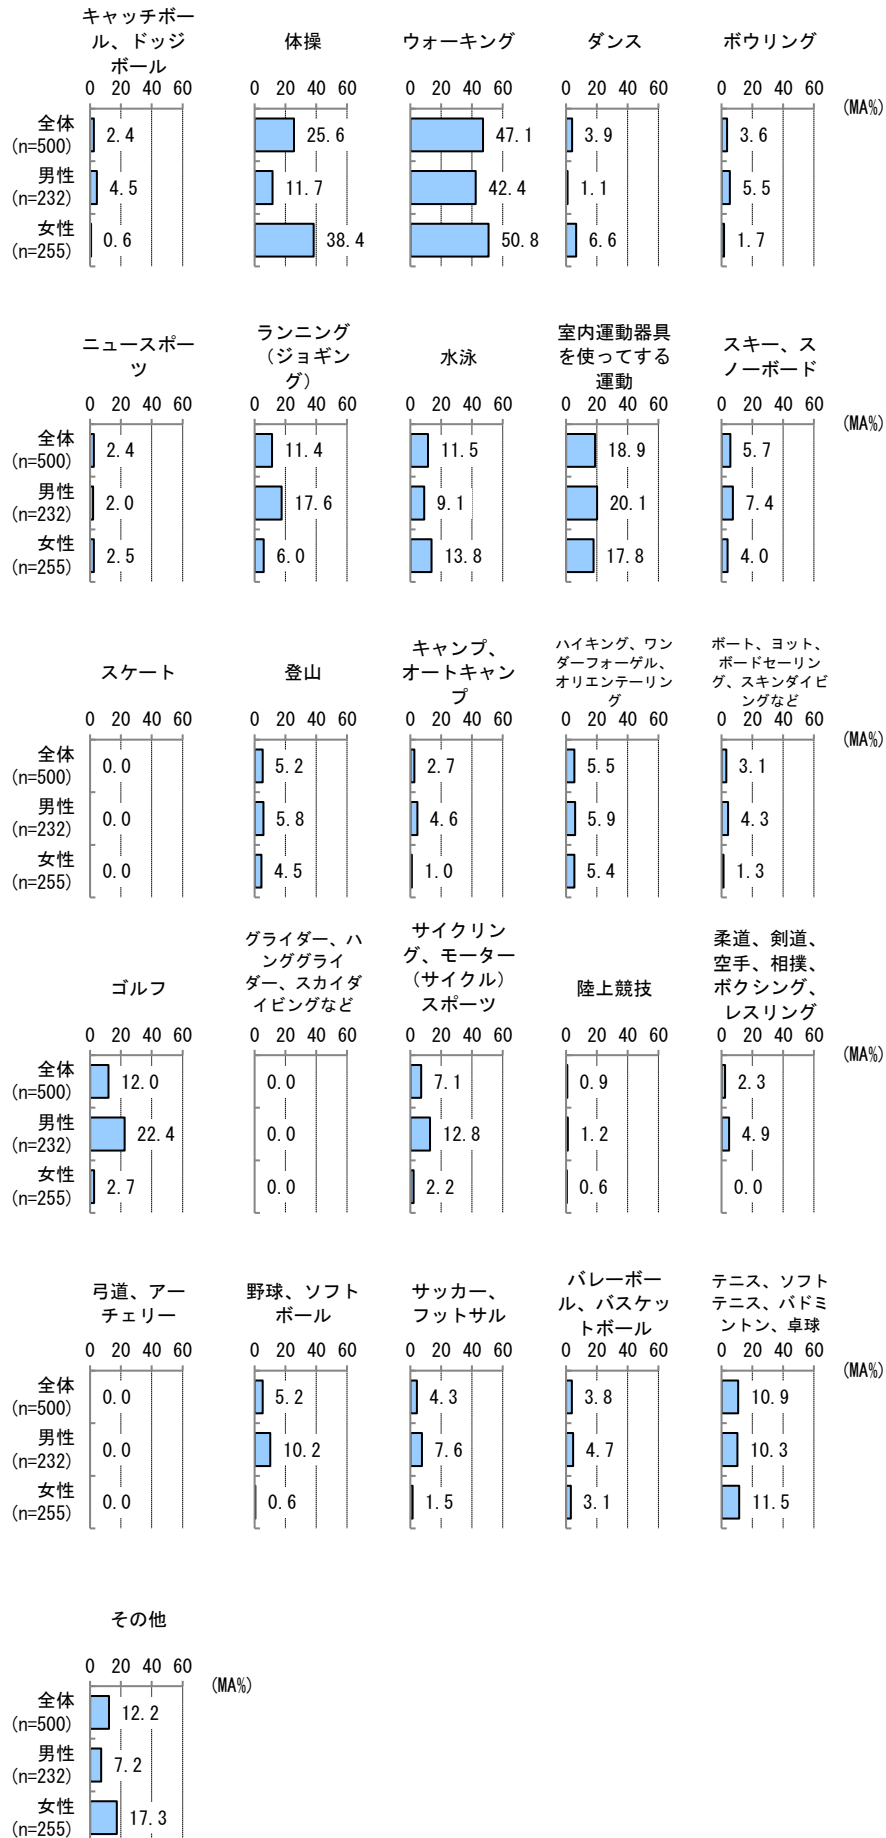 キャッチボー
ル、ドッジ
ボール
体操
ウォーキング
ダンス
ボウリング
0 20 40 60 0 20 40 60 0 20 40 60 0 20 40 60 0 20 40 60
(MA%)
全体
(n=500)
2.4 25.6 47.1 3.9 3.6
男性
(n=232)
4.5 11.7 42.4 1.1 5.5
女性
(n=255)
0.6 38.4 50.8 6.6 1.7
ニュースポー
ツ
ランニング
（ジョギン
グ）
水泳
室内運動器具
を使ってする
運動
スキー、ス
ノーボード
0 20 40 60 0 20 40 60 0 20 40 60 0 20 40 60 0 20 40 60
(MA%)
全体
(n=500)
2.4 11.4 11.5 18.9 5.7
男性
(n=232)
2.0 17.6 9.1 20.1 7.4
女性
(n=255)
2.5 6.0 13.8 17.8 4.0
スケート
登山
キャンプ、
オートキャン
プ
ハイキング、ワン
ダーフォーゲル、
オリエンテーリン
グ
ボート、ヨット、
ボードセーリン
グ、スキンダイビ
ングなど
0 20 40 60 0 20 40 60 0 20 40 60 0 20 40 60 0 20 40 60
(MA%)
全体
(n=500)
0.0 5.2 2.7 5.5 3.1
男性
(n=232)
0.0 5.8 4.6 5.9 4.3
女性
(n=255)
0.0 4.5 1.0 5.4 1.3
ゴルフ
グライダー、ハ
ンググライ
ダー、スカイダ
イビングなど
サイクリン
グ、モーター
（サイクル）
スポーツ
陸上競技
柔道、剣道、
空手、相撲、
ボクシング、
レスリング
0 20 40 60 0 20 40 60 0 20 40 60 0 20 40 60 0 20 40 60
(MA%)
全体
(n=500)
12.0 0.0 7.1 0.9 2.3
男性
(n=232)
22.4 0.0 12.8 1.2 4.9
女性
(n=255)
2.7 0.0 2.2 0.6 0.0
弓道、アー
チェリー
野球、ソフト
ボール
サッカー、
フットサル
バレーボー
ル、バスケッ
トボール
テニス、ソフト
テニス、バドミ
ントン、卓球
0 20 40 60 0 20 40 60 0 20 40 60 0 20 40 60 0 20 40 60
(MA%)
全体
(n=500)
0.0 5.2 4.3 3.8 10.9
男性
(n=232)
0.0 10.2 7.6 4.7 10.3
女性
(n=255)
0.0 0.6 1.5 3.1 11.5
その他
0 20 40 60
(MA%)
全体
(n=500)
12.2
男性
(n=232)
7.2
女性
(n=255)
17.3